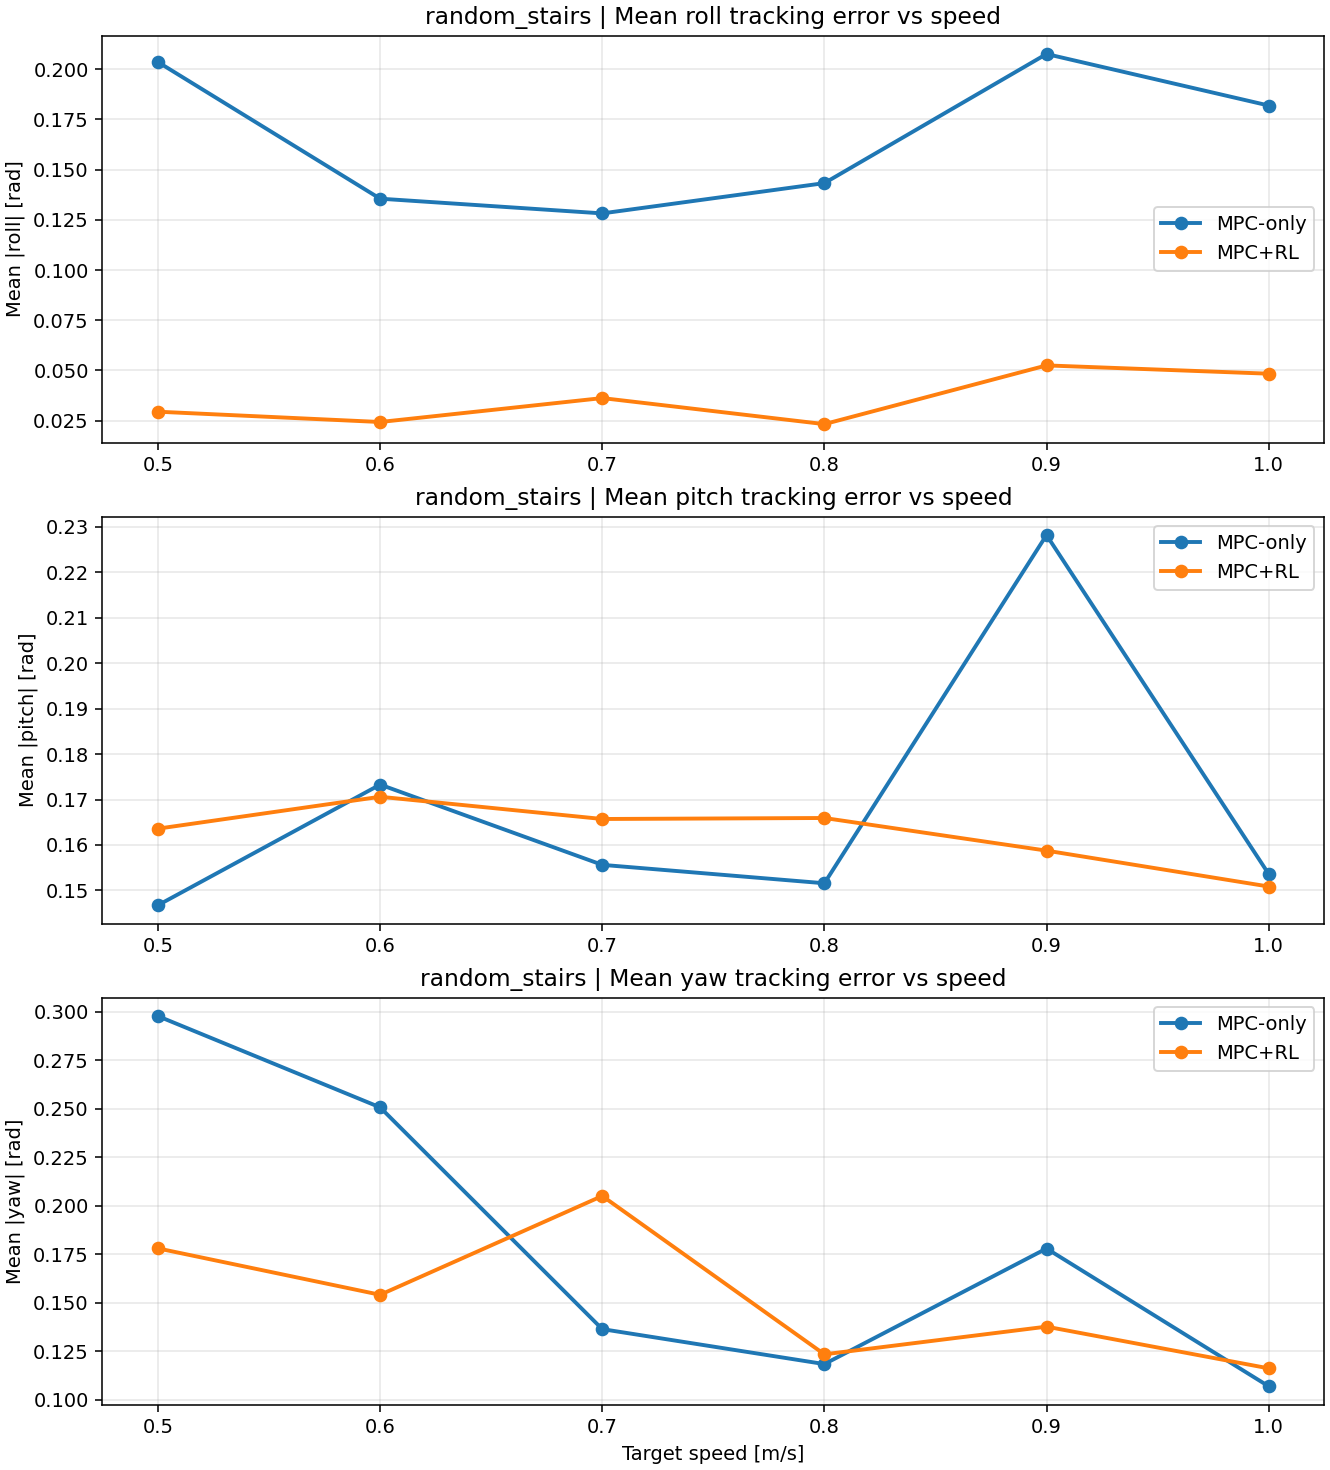 random_stairs | Mean roll tracking error vs speed
Mean |roll| [rad]
0.200
0.175
0.150
0.125
0.100
0.075
0.050
0.025
MPC-only
MPC+RL
0.5 0.6 0.7 0.8 0.9 1.0
random_stairs | Mean pitch tracking error vs speed
Mean |pitch| [rad]
0.23
0.22
0.21
0.20
0.19
0.18
0.17
0.16
0.15
MPC-only
MPC+RL
0.5 0.6 0.7 0.8 0.9 1.0
random_stairs | Mean yaw tracking error vs speed
Mean |yaw| [rad]
0.300
0.275
0.250
0.225
0.200
0.175
0.150
0.125
0.100
MPC-only
MPC+RL
0.5 0.6 0.7 0.8 0.9 1.0
Target speed [m/s]